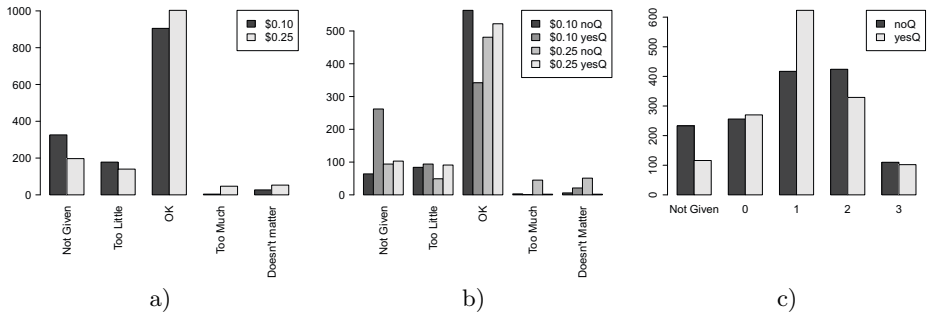 1000
800
600
400
200
0
$0.10
$0.25
Not Given
Too Little
OK
Too Much
Doesn't matter
a)
500
400
300
200
100
0
$0.10 noQ
$0.10 yesQ
$0.25 noQ
$0.25 yesQ
Not Given
Too Little
OK
Too Much
Doesn't Matter
b)
600
500
400
300
200
100
0
noQ
yesQ
Not Given 0 1 2 3
c)